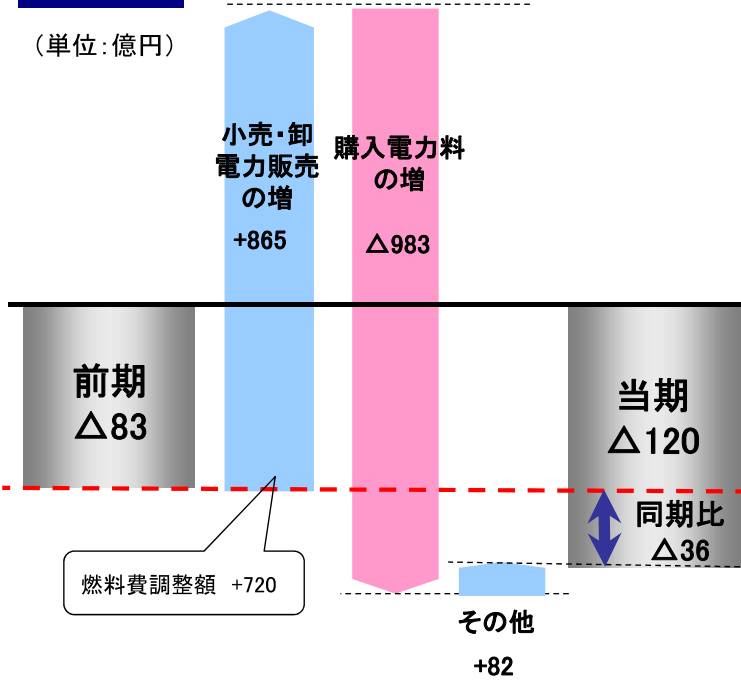 （単位：億円）
小売・卸
電力販売
の増
+865
購入電力料
の増
△983
前期
△83
当期
△120
同期比
△36
燃料費調整額　+720
その他
+82